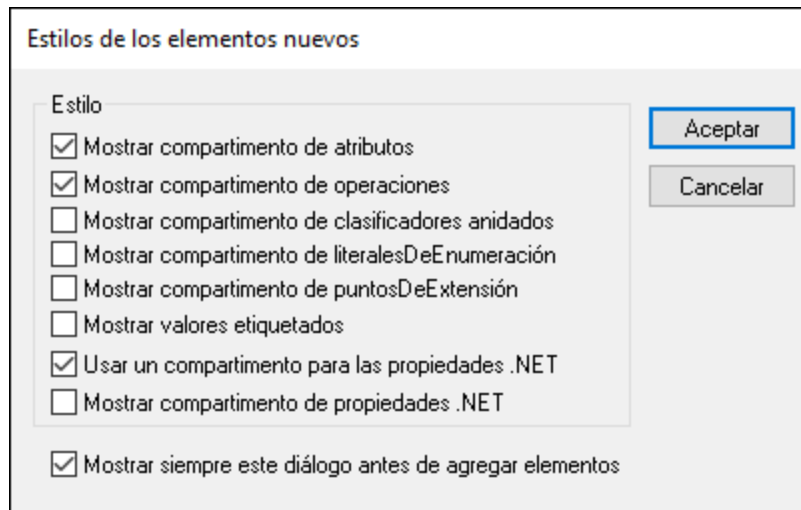 Estilos de los elementos nuevos
Estilo
Mostrar compartimento de atributos
Mostrar compartimento de operaciones
Mostrar compartimento de clasificadores anidados
Mostrar compartimento de literalesDeEnumeración
Mostrar compartimento de puntosDeExtensión
Mostrar valores etiquetados
Usar un compartimento para las propiedades .NET
Mostrar compartimento de propiedades .NET
Mostrar siempre este diálogo antes de agregar elementos
Aceptar
Cancelar